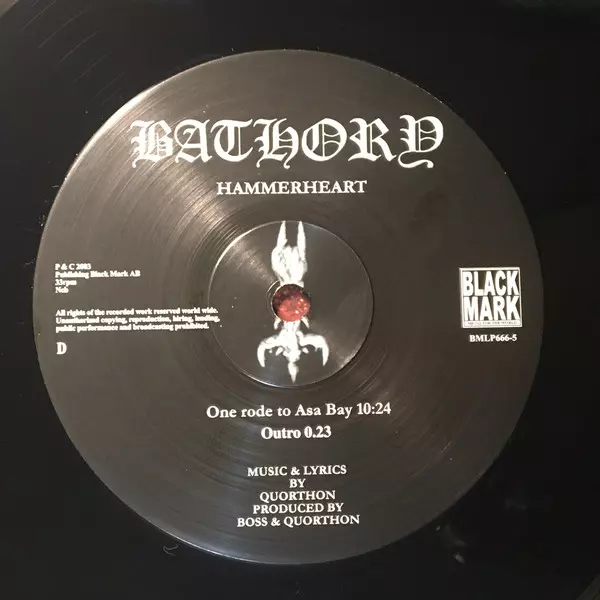 BATHORY
HAMMERHEART
P & C 2003
Publishing Black Mark AB
33rpm
Ncb
All rights of the recorded work reserved world wide.
Unauthorized copying, reproduction, hiring, lending,
public performance and broadcasting prohibited.
D
BLACK
MARK
BMLP666-5
One rode to Asa Bay 10:24
Outro 0.23
MUSIC & LYRICS
BY
QUORTHON
PRODUCED BY
BOSS & QUORTHON